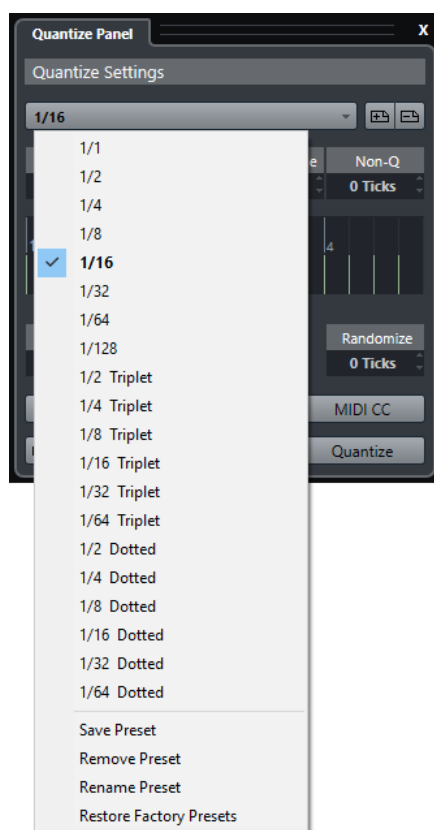 Quantize Panel
x
Quantize Settings
1/16
1/1
1/2
e Non-Q
1/4
0 Ticks
1/8
1
4
1/16
1/32
1/64
Randomize
1/128
0 Ticks
1/2 Triplet
1/4 Triplet
MIDI CC
1/8 Triplet
Quantize
1/16 Triplet
1/32 Triplet
1/64 Triplet
1/2 Dotted
1/4 Dotted
1/8 Dotted
1/16 Dotted
1/32 Dotted
1/64 Dotted
Save Preset
Remove Preset
Rename Preset
Restore Factory Presets